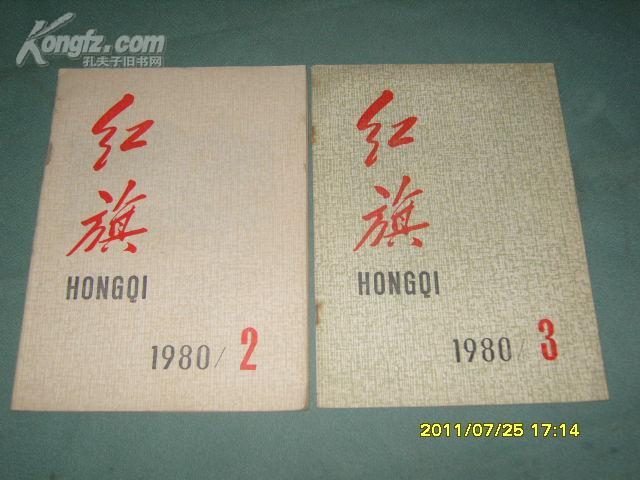 Kongfz.com
孔夫子旧书网
红
旗
HONGQI
1980/2
红
旗
HONGQI
1980/3
2011/07/25 17:14